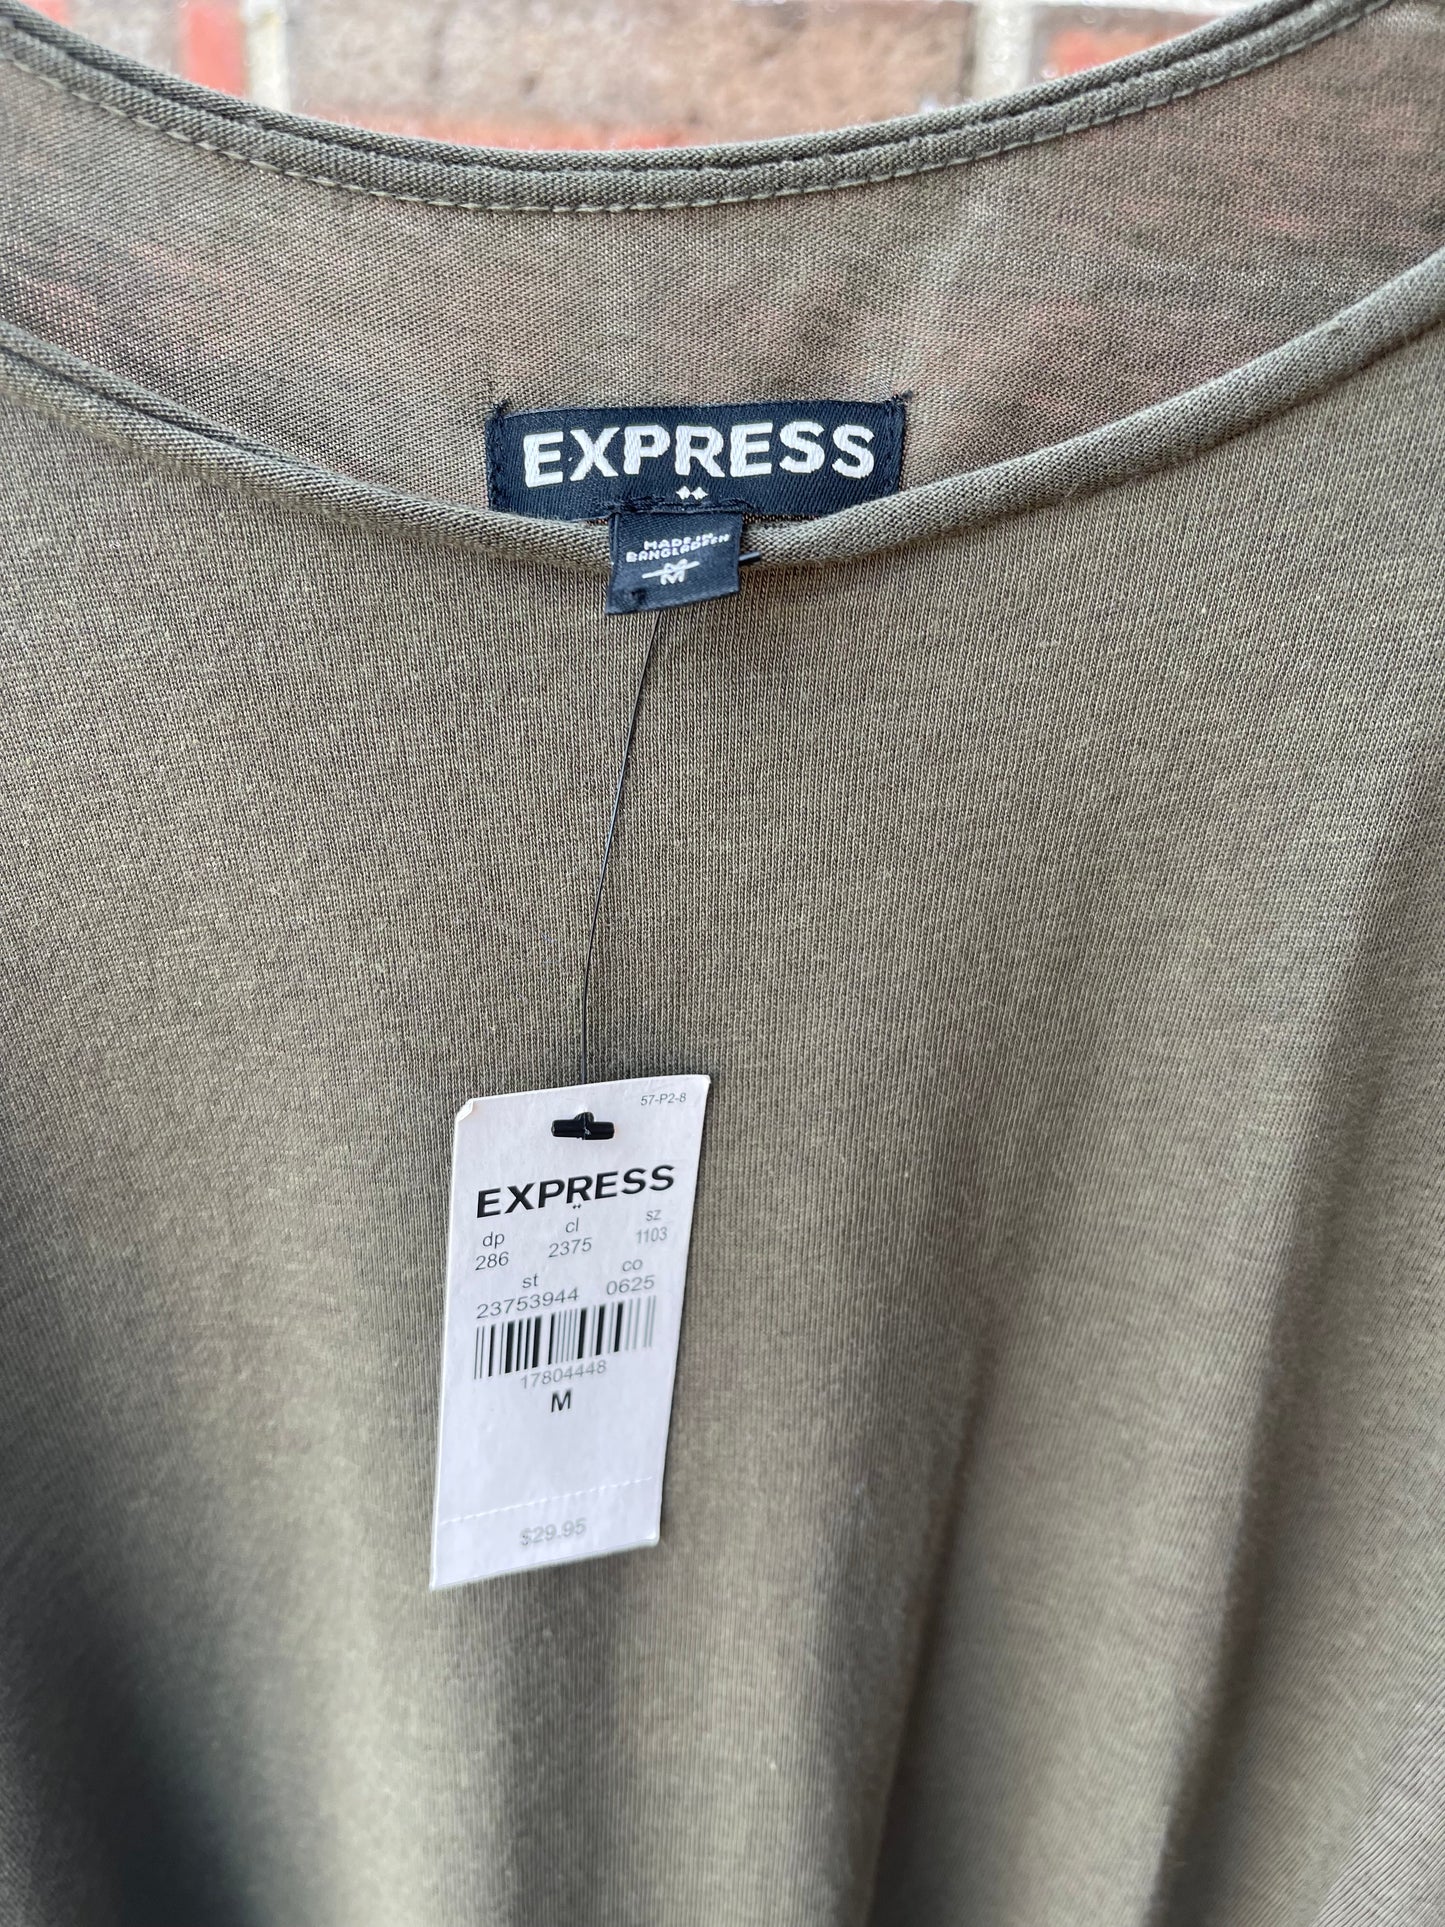 EXPRESS
MADE IN
BANGLADESH
M
57-P2-8
EXPRESS
dp cl sz
286 2375 1103
st co
23753944 0625
17804448
M
$29.95